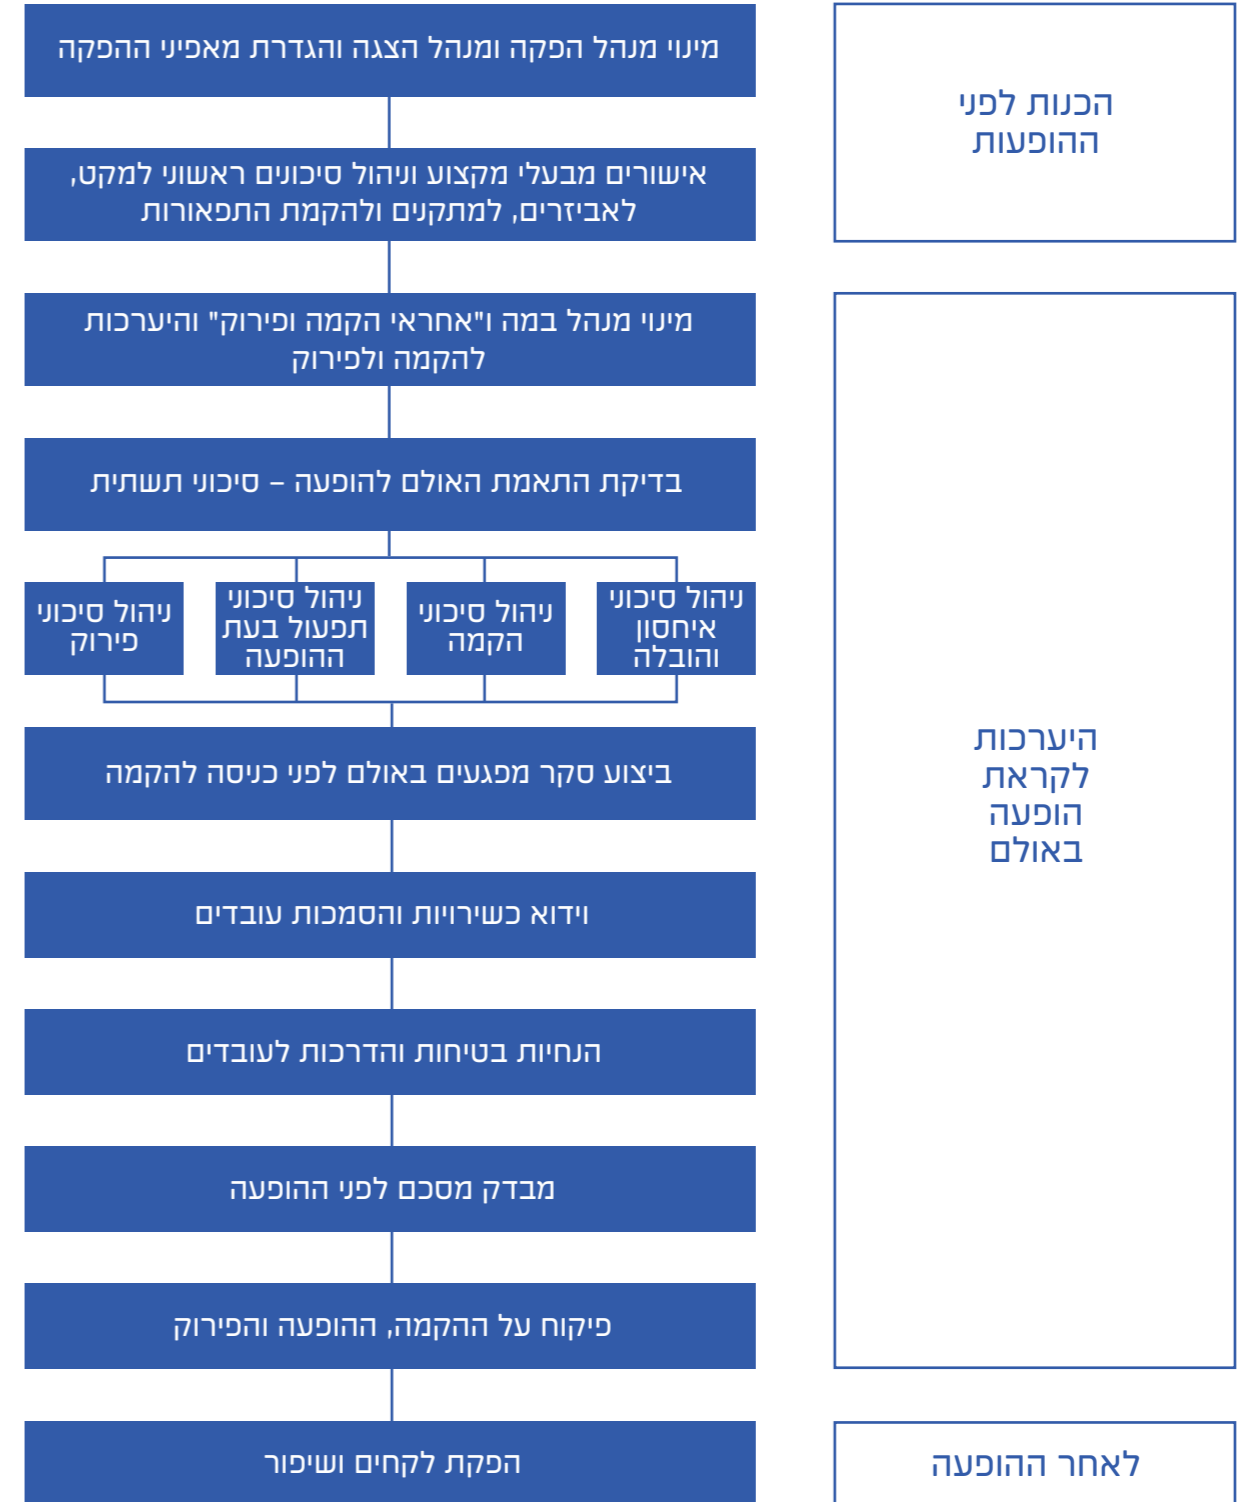 הכנות לפני
ההופעות
מינוי מנהל הפקה ומנהל הצגה והגדרת מאפיני ההפקה
אישורים מבעלי מקצוע וניהול סיכונים ראשוני למקט,
לאביזרים, למתקנים ולהקמת התפאורות
היערכות
לקראת
הופעה
באולם
מינוי מנהל במה ו"אחראי הקמה ופירוק" והיערכות
להקמה ולפירוק
בדיקת התאמת האולם להופעה – סיכוני תשתית
ניהול סיכוני
איחסון
והובלה
ניהול סיכוני
הקמה
ניהול סיכוני
תפעול בעת
ההופעה
ניהול סיכוני
פירוק
ביצוע סקר מפגעים באולם לפני כניסה להקמה
וידוא כשירויות והסמכות עובדים
הנחיות בטיחות והדרכות לעובדים
מבדק מסכם לפני ההופעה
פיקוח על ההקמה, ההופעה והפירוק
לאחר ההופעה
הפקת לקחים ושיפור